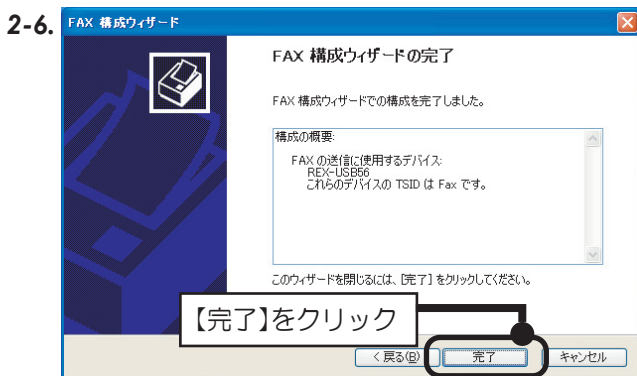 2-6.
FAX 構成ウィザード
FAX 構成ウィザードの完了
FAX 構成ウィザードでの構成を完了しました。
構成の概要:
FAX の送信に使用するデバイス:
REX-USB56
これらのデバイスの TSID は Fax です。
このウィザードを閉じるには、[完了] をクリックしてください。
【完了】をクリック
< 戻る(B)
完了
キャンセル